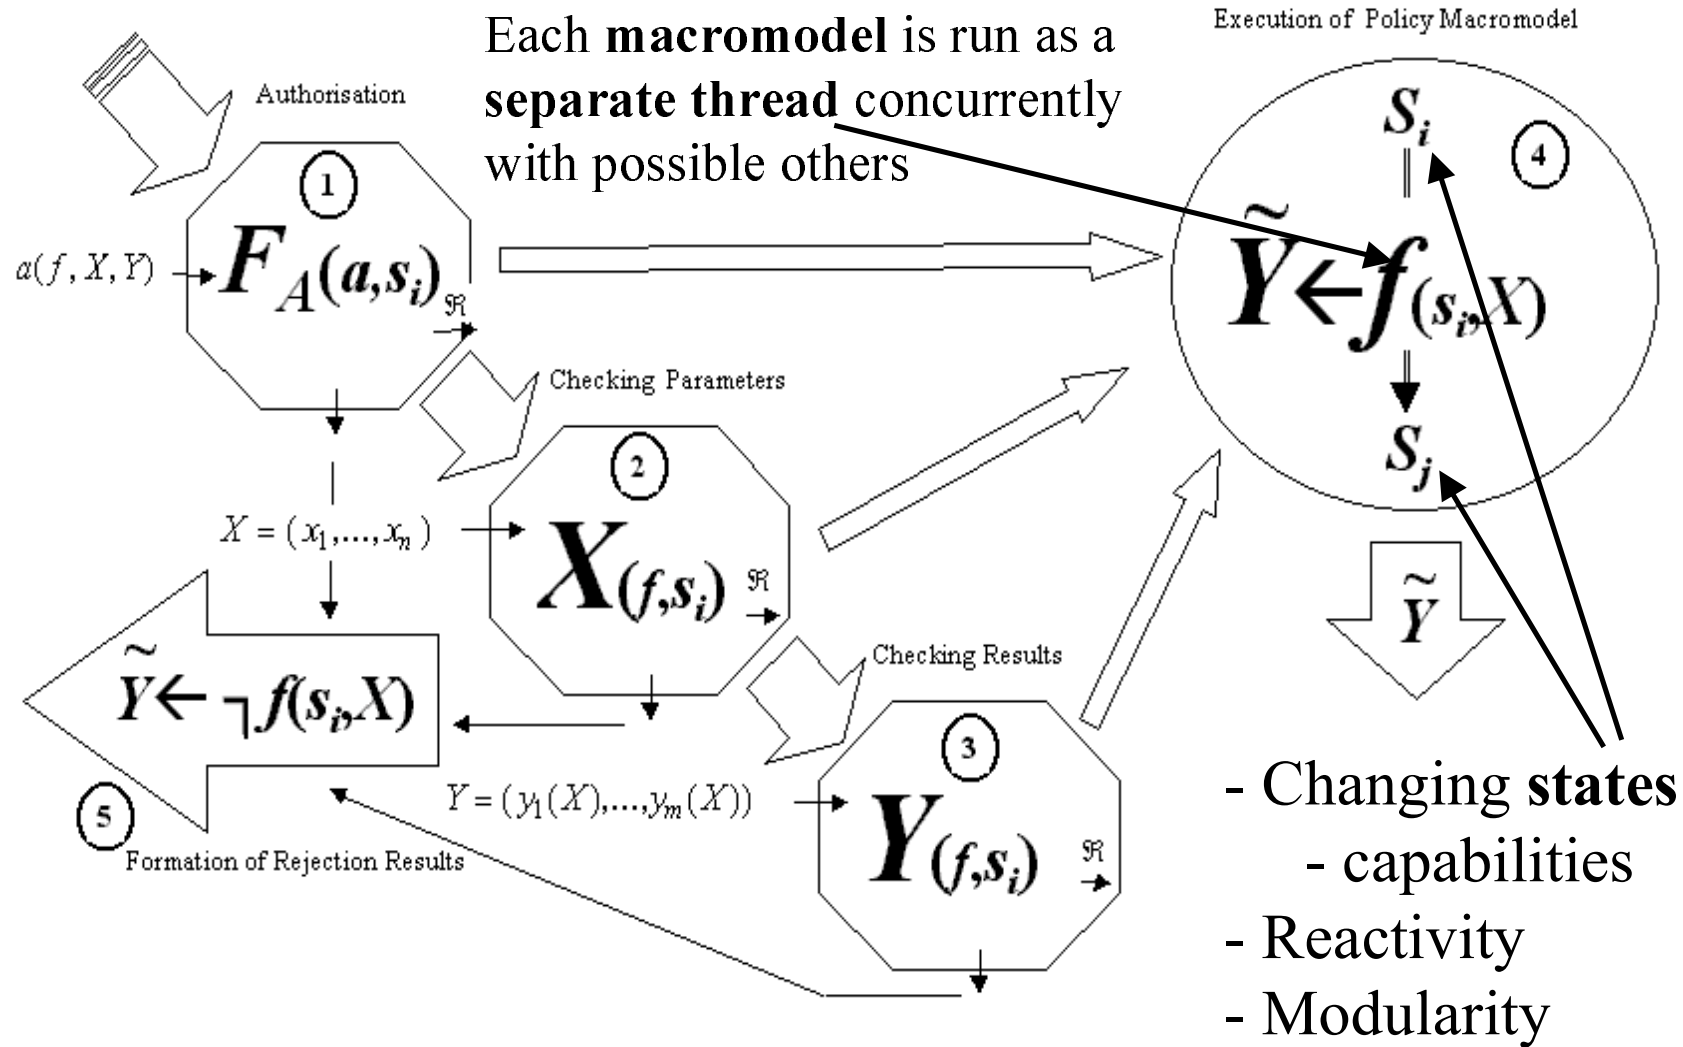 Each macromodel is run as a
separate thread concurrently
with possible others
Execution of Policy Macromodel
Authorisation
1
a(f, X, Y)
F_A(a,s_i)
ℜ
S_i
4
Ỹ←f(s_i,X)
S_j
Ỹ
Checking Parameters
2
X = (x_1,...,x_n)
X(f,s_i)
ℜ
Ỹ← ¬f(s_i,X)
5
Formation of Rejection Results
Checking Results
3
Y = (y_1(X),...,y_m(X))
Y(f,s_i)
ℜ
- Changing states
- capabilities
- Reactivity
- Modularity